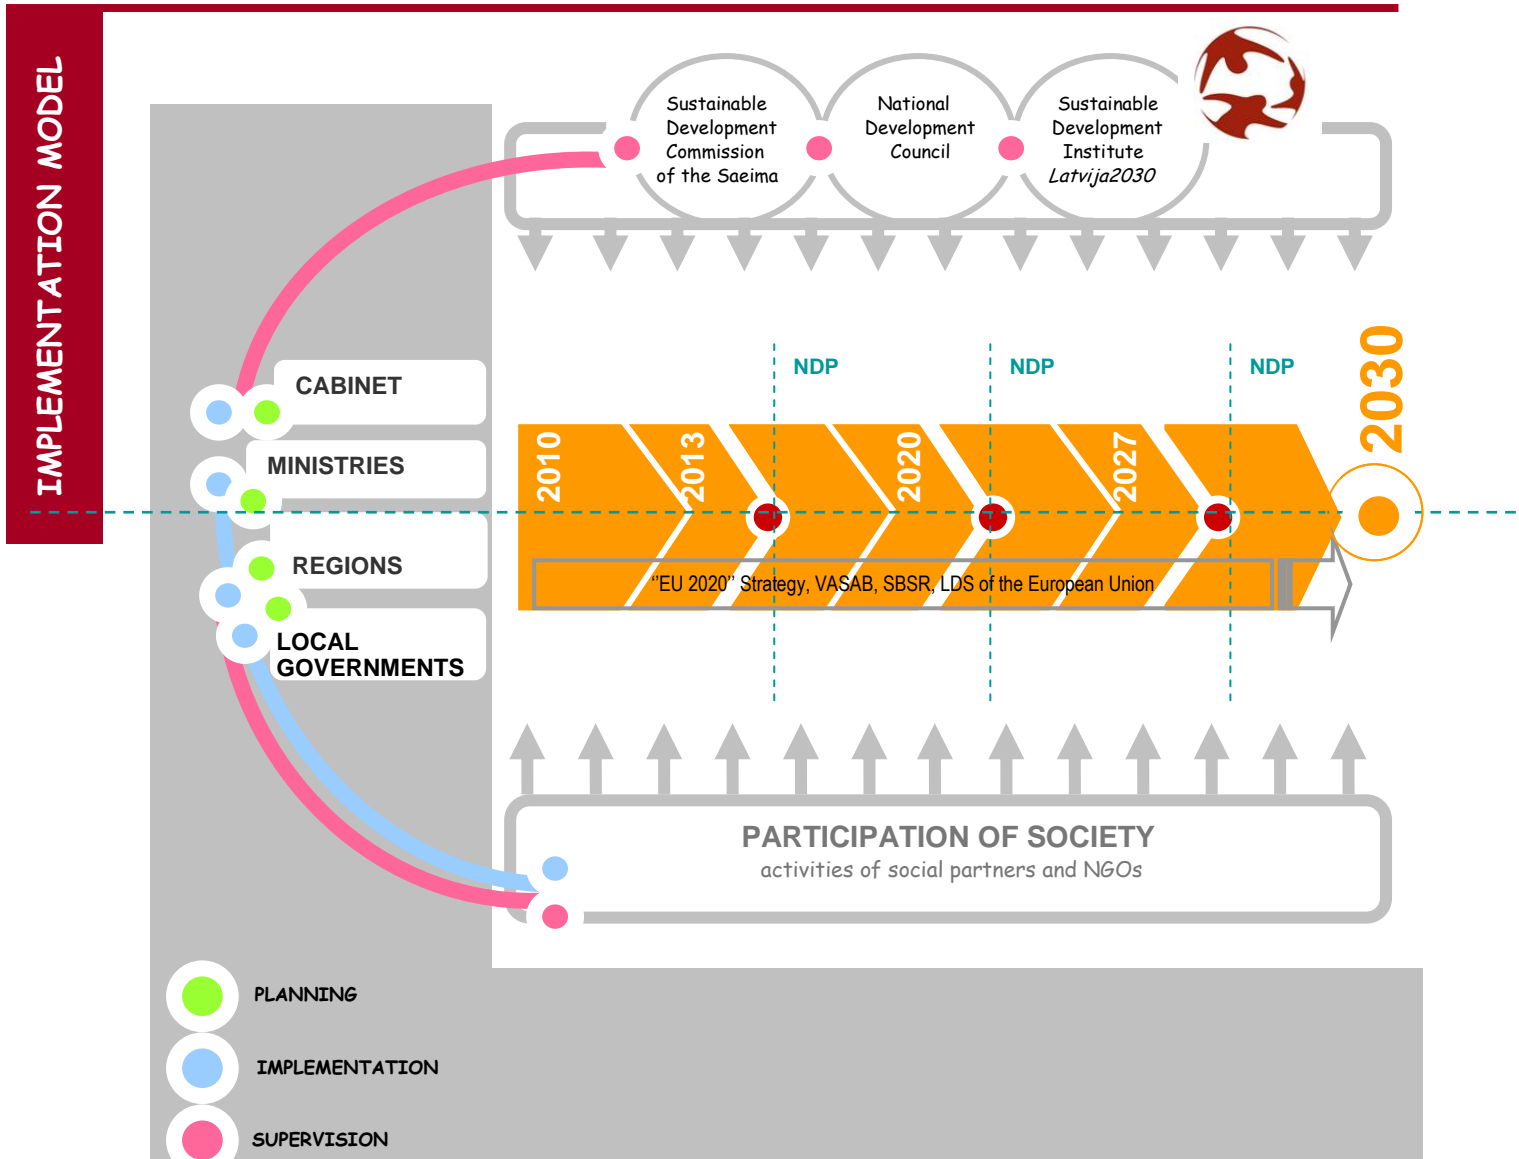 IMPLEMENTATION MODEL
Sustainable
Development
Commission
of the Saeima
National
Development
Council
Sustainable
Development
Institute
Latvija2030
CABINET
MINISTRIES
REGIONS
LOCAL
GOVERNMENTS
NDP
NDP
NDP
2010
2013
2020
2027
2030
‘’EU 2020’’ Strategy, VASAB, SBSR, LDS of the European Union
PARTICIPATION OF SOCIETY
activities of social partners and NGOs
PLANNING
IMPLEMENTATION
SUPERVISION